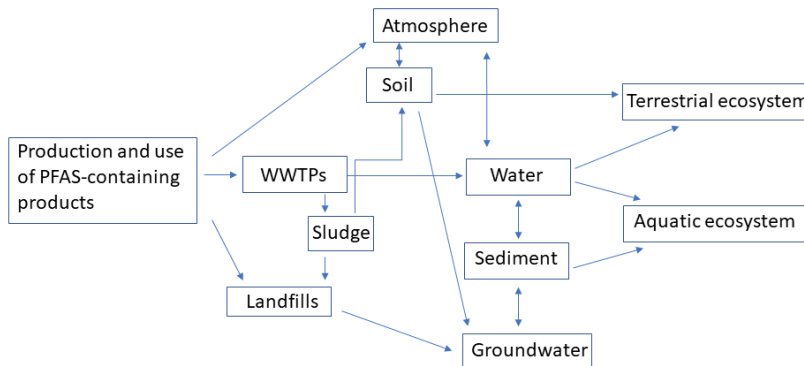 Atmosphere
Soil
Terrestrial ecosystem
Production and use
of PFAS-containing
products
WWTPs
Water
Sludge
Aquatic ecosystem
Sediment
Landfills
Groundwater